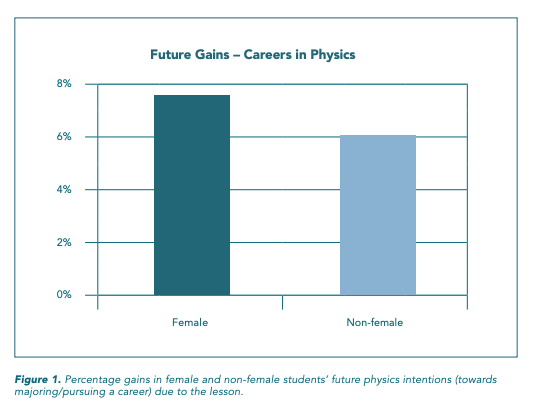 Future Gains – Careers in Physics
8%
6%
4%
2%
0%
Female
Non-female
Figure 1. Percentage gains in female and non-female students’ future physics intentions (towards
majoring/pursuing a career) due to the lesson.